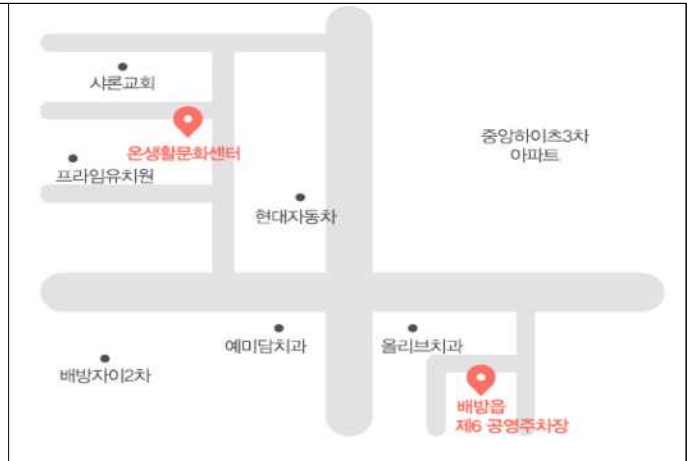 샤론교회
온생활문화센터
중앙하이츠3차
아파트
프라임유치원
현대자동차
예미담치과
올리브치과
배방자이2차
배방읍
제6 공영주차장